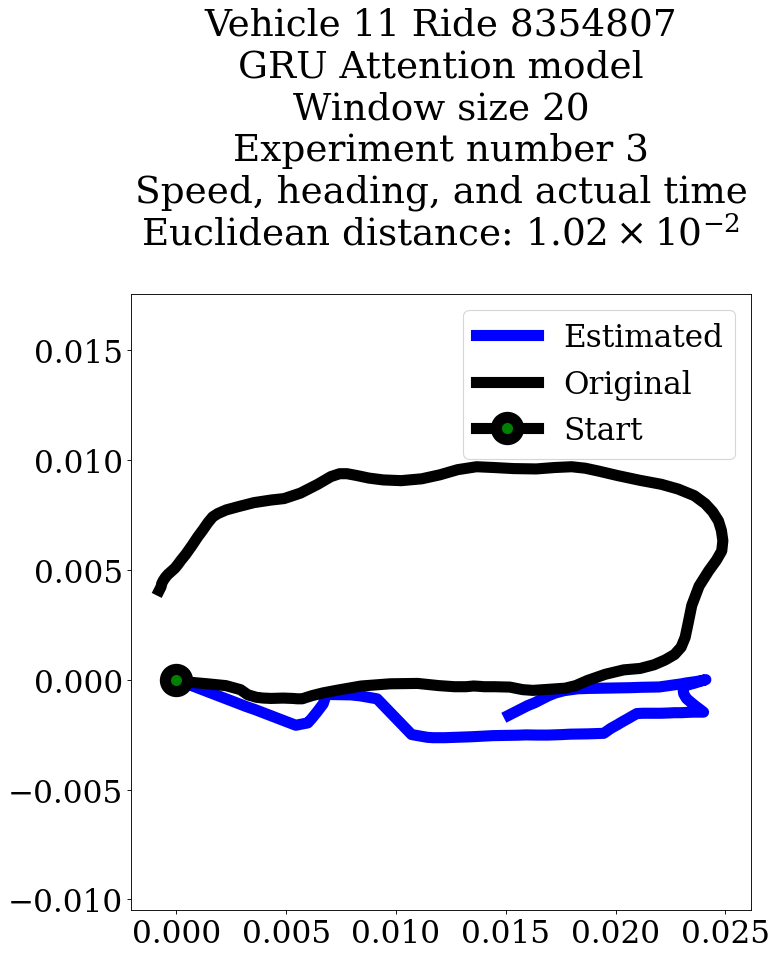 Vehicle 11 Ride 8354807
GRU Attention model
Window size 20
Experiment number 3
Speed, heading, and actual time
Euclidean distance: 1.02 × 10⁻²
Estimated
Original
Start
0.015
0.010
0.005
0.000
−0.005
−0.010
0.000 0.005 0.010 0.015 0.020 0.025